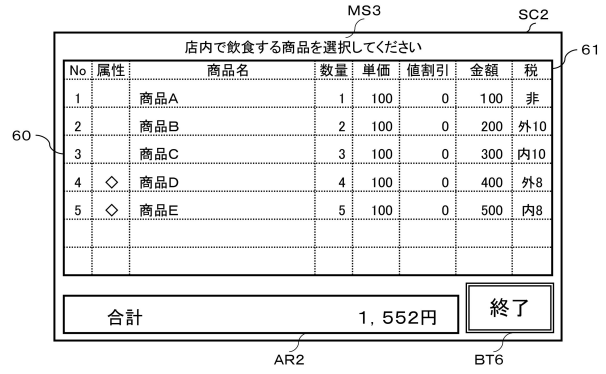 MS3
SC2
店内で飲食する商品を選択してください
61
No 属性 商品名 数量 単価 値割引 金額 税
1 商品A 1 100 0 100 非
2 商品B 2 100 0 200 外10
60
3 商品C 3 100 0 300 内10
4 ◇ 商品D 4 100 0 400 外8
5 ◇ 商品E 5 100 0 500 内8
合計 1,552円
終了
AR2
BT6